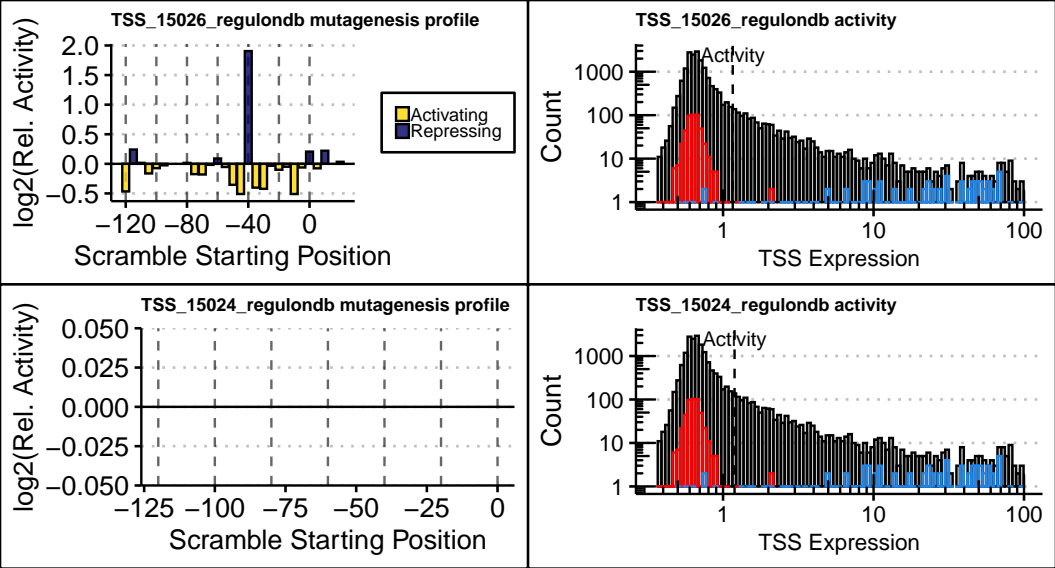 TSS_15026_regulondb mutagenesis profile
log2(Rel. Activity)
2.0
1.5
1.0
0.5
0.0
−0.5
−120 −80 −40 0
Scramble Starting Position
Activating
Repressing
TSS_15026_regulondb activity
Activity
Count
1000
100
10
1
1 10 100
TSS Expression
TSS_15024_regulondb mutagenesis profile
log2(Rel. Activity)
0.050
0.025
0.000
−0.025
−0.050
−125 −100 −75 −50 −25 0
Scramble Starting Position
TSS_15024_regulondb activity
Activity
Count
1000
100
10
1
1 10 100
TSS Expression